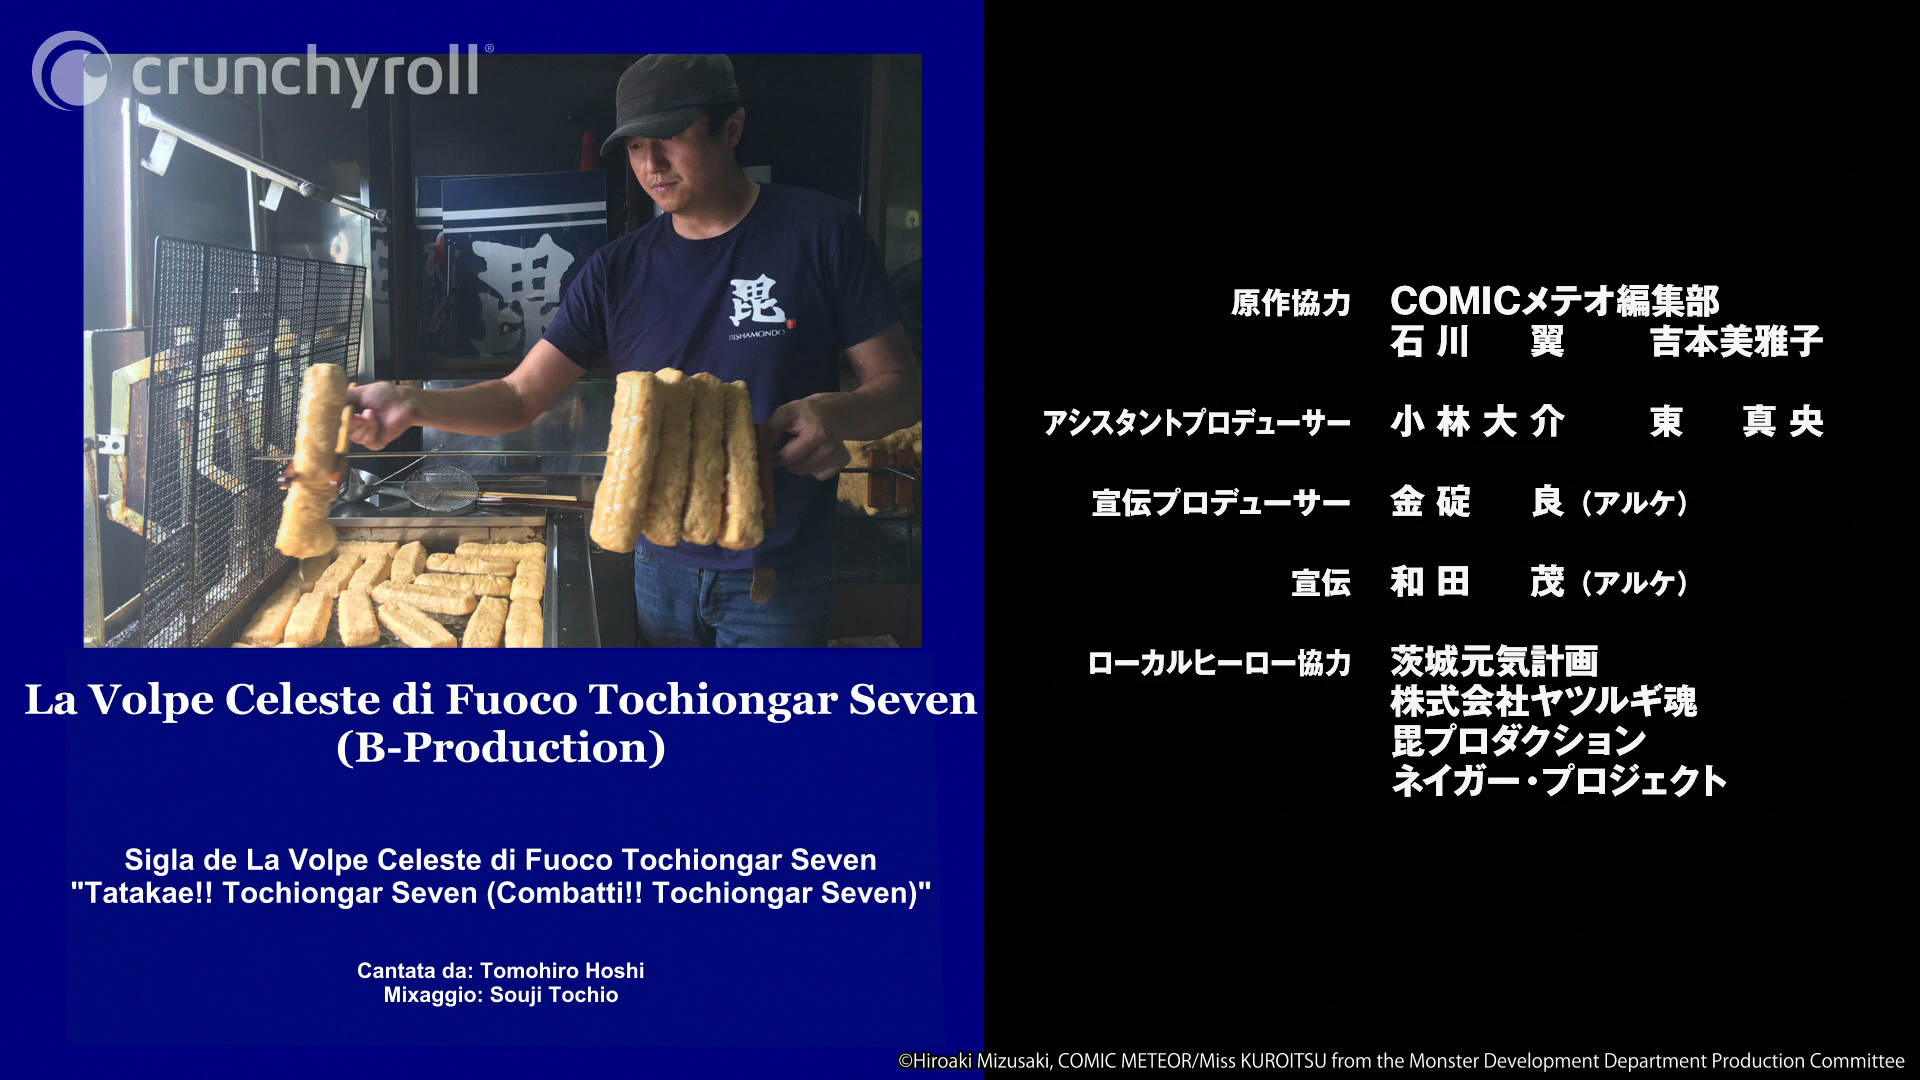 crunchyroll®
毘
毘
BISHAMONDO
La Volpe Celeste di Fuoco Tochiongar Seven
(B-Production)
Sigla de La Volpe Celeste di Fuoco Tochiongar Seven
"Tatakae!! Tochiongar Seven (Combatti!! Tochiongar Seven)"
Cantata da: Tomohiro Hoshi
Mixaggio: Souji Tochio
原作協力 COMICメテオ編集部
石川 翼 吉本美雅子
アシスタントプロデューサー 小林大介 東 真央
宣伝プロデューサー 金碇 良（アルケ）
宣伝 和田 茂（アルケ）
ローカルヒーロー協力 茨城元気計画
株式会社ヤツルギ魂
毘プロダクション
ネイガー・プロジェクト
©Hiroaki Mizusaki, COMIC METEOR/Miss KUROITSU from the Monster Development Department Production Committee